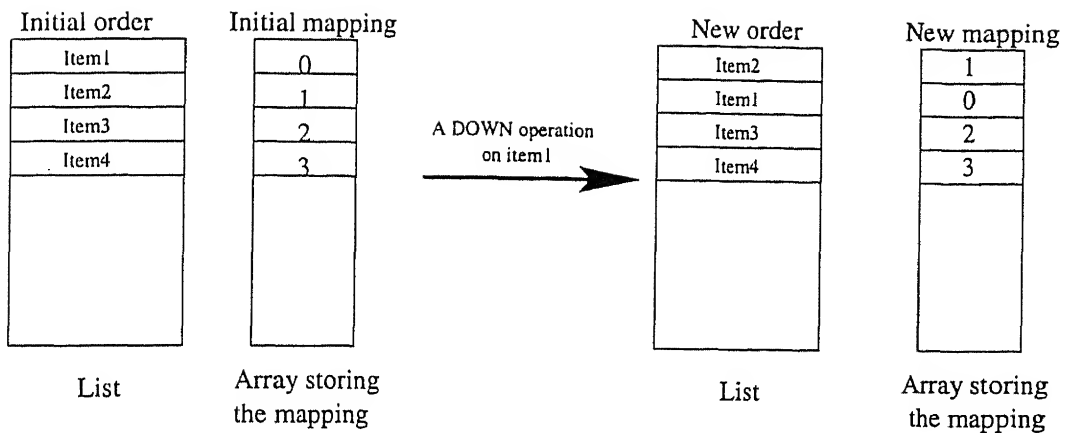 Initial order
Item1
Item2
Item3
Item4
List
Initial mapping
0
1
2
3
Array storing
the mapping
A DOWN operation
on item1
New order
Item2
Item1
Item3
Item4
List
New mapping
1
0
2
3
Array storing
the mapping